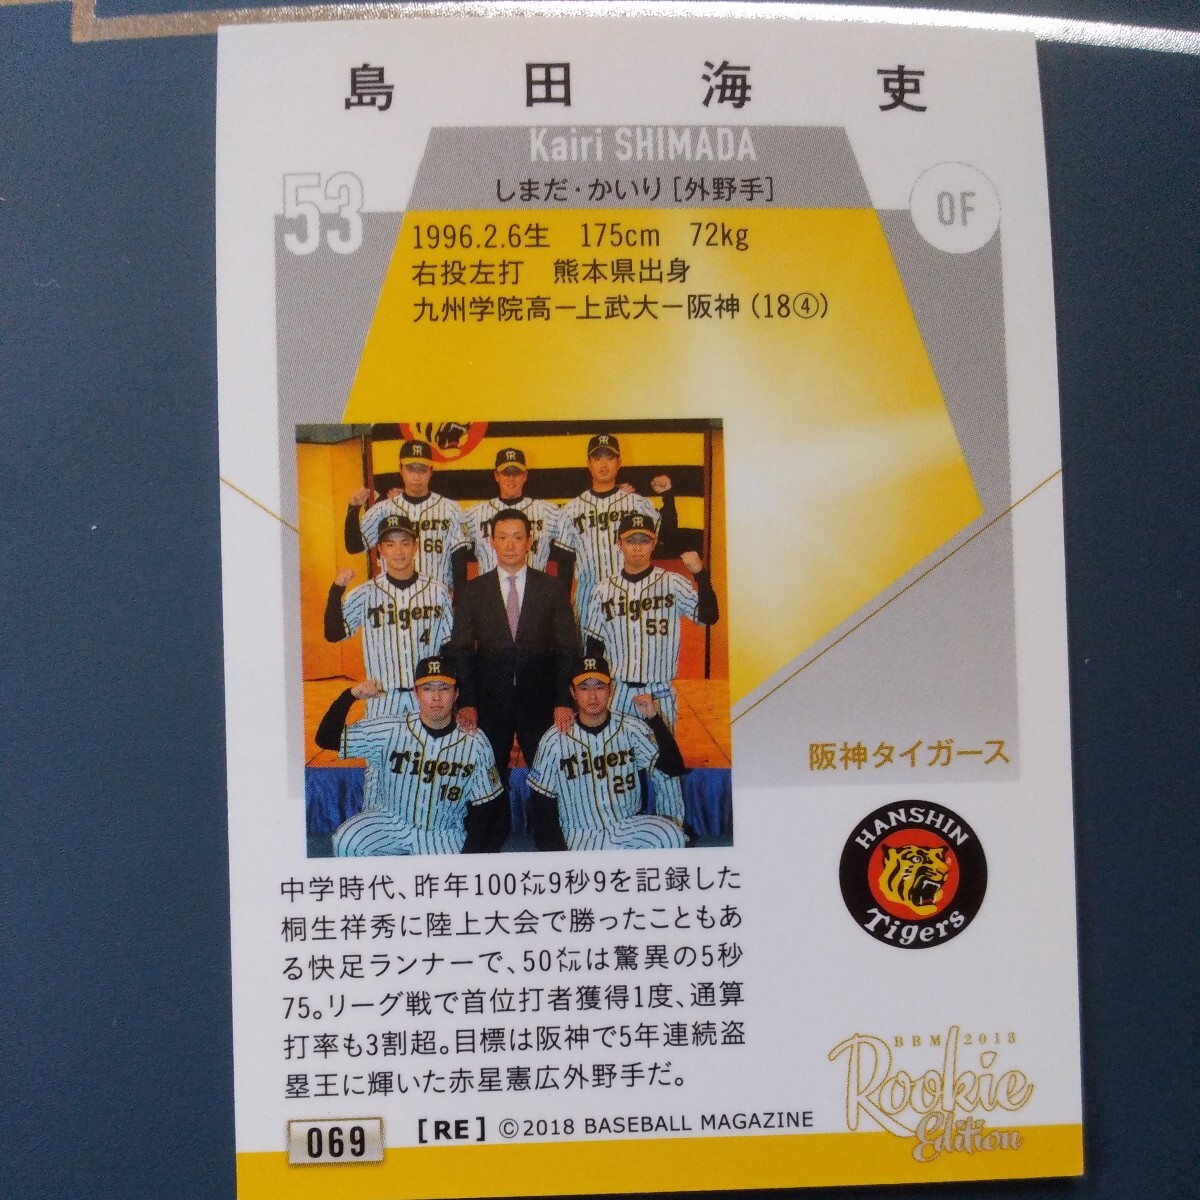 島田海吏
Kairi SHIMADA
しまだ・かいり［外野手］
53
OF
1996.2.6生　175cm　72kg
右投左打　熊本県出身
九州学院高－上武大－阪神（18④）
Tigers
66
Tigers
4
Tigers
53
Tigers
18
Tigers
29
阪神タイガース
HANSHIN
Tigers
中学時代、昨年100㍍9秒9を記録した
桐生祥秀に陸上大会で勝ったこともあ
る快足ランナーで、50㍍は驚異の5秒
75。リーグ戦で首位打者獲得1度、通算
打率も3割超。目標は阪神で5年連続盗
塁王に輝いた赤星憲広外野手だ。
BBM 2018
Rookie
Edition
069
[RE] ©2018 BASEBALL MAGAZINE